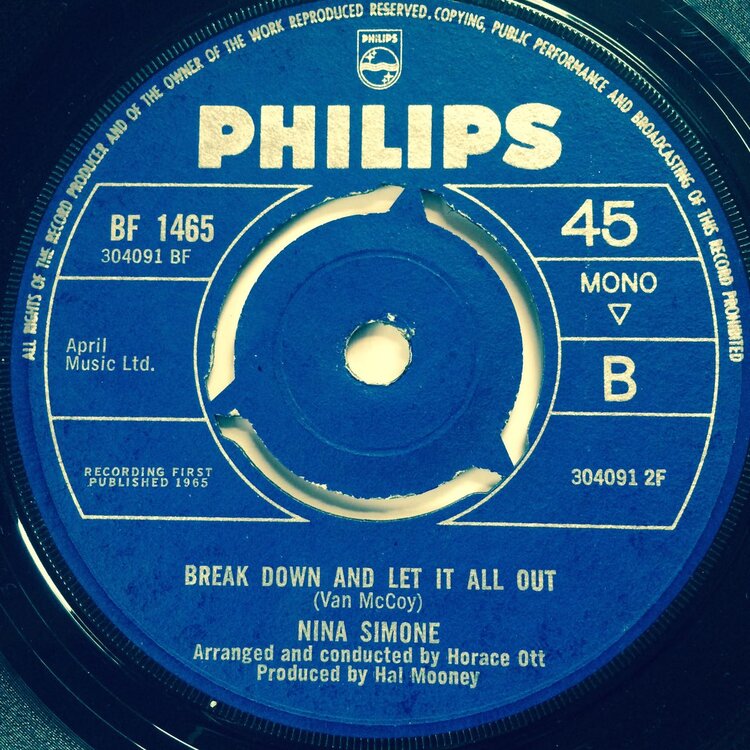 ALL RIGHTS OF THE RECORD PRODUCER AND OF THE OWNER OF THE WORK REPRODUCED RESERVED. COPYING, PUBLIC PERFORMANCE AND BROADCASTING OF THIS RECORD PROHIBITED
PHILIPS
PHILIPS
BF 1465
304091 BF
45
MONO
April
Music Ltd.
B
RECORDING FIRST
PUBLISHED 1965
304091 2F
BREAK DOWN AND LET IT ALL OUT
(Van McCoy)
NINA SIMONE
Arranged and conducted by Horace Ott
Produced by Hal Mooney